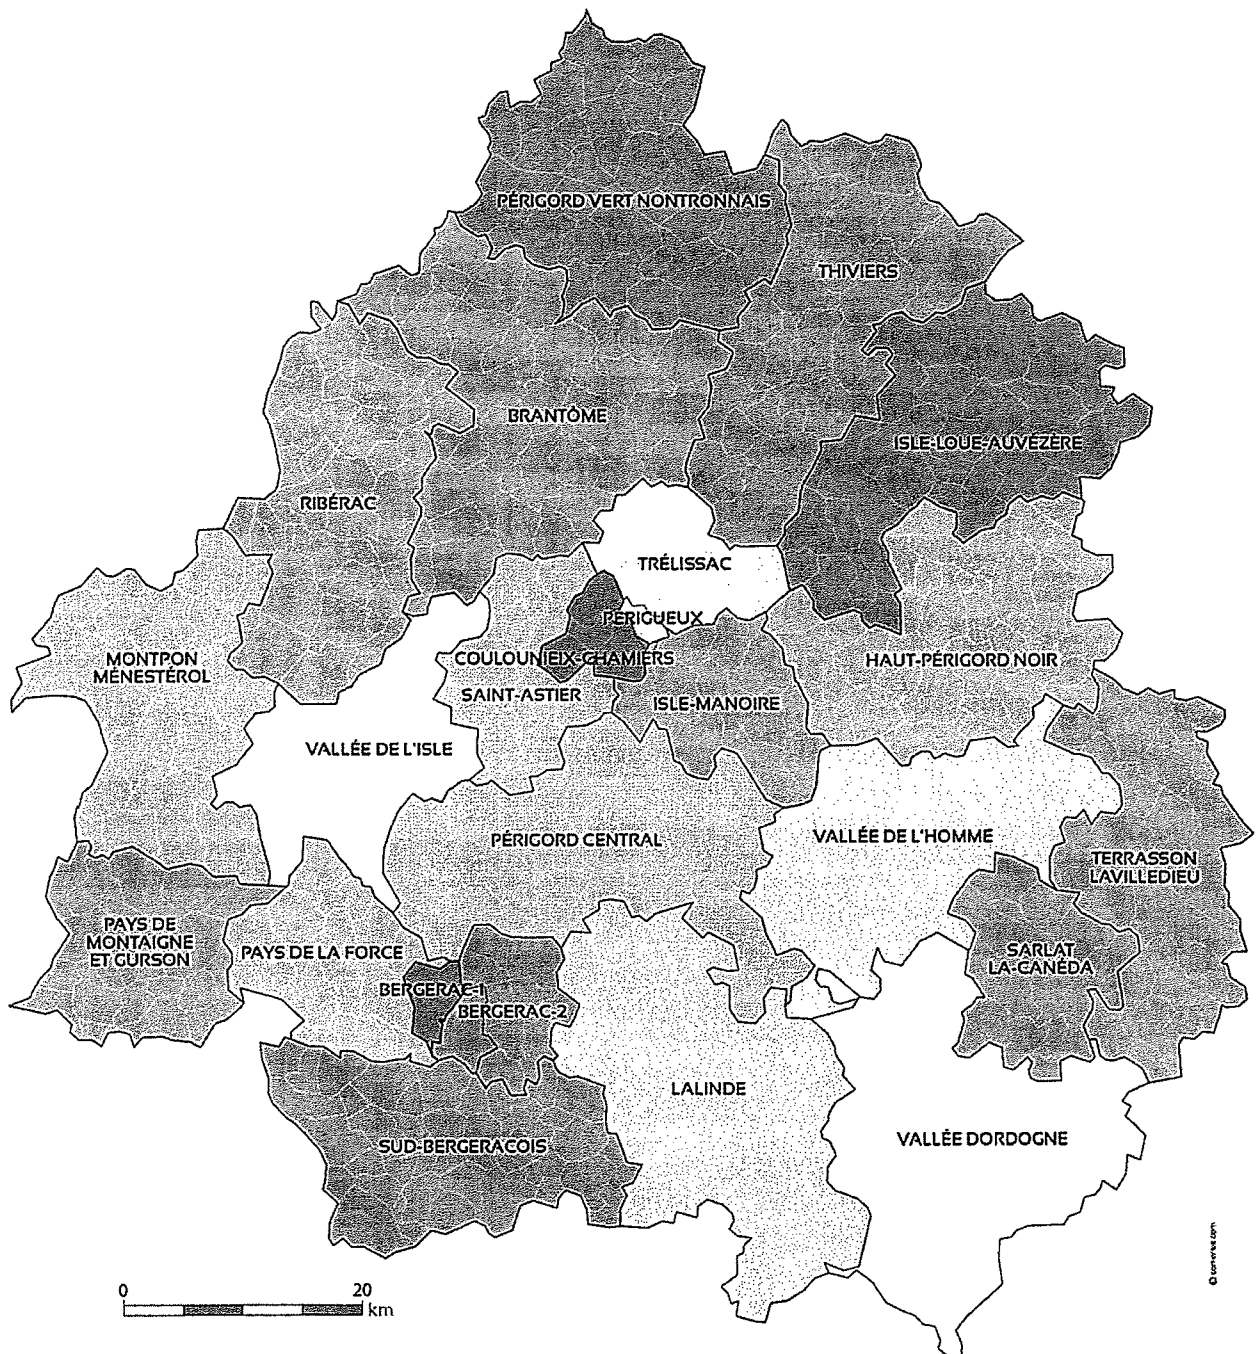 PÉRIGORD VERT NONTRONNAIS
THIVIERS
BRANTÔME
ISLE-LOUE-AUVÉZÈRE
RIBÉRAC
TRÉLISSAC
PÉRIGUEUX
COULOUNIEIX-CHAMIERS
MONTPON
MÉNESTÉROL
HAUT-PÉRIGORD NOIR
SAINT-ASTIER
ISLE-MANOIRE
VALLÉE DE L'ISLE
PÉRIGORD CENTRAL
VALLÉE DE L'HOMME
TERRASSON
LAVILLEDIEU
PAYS DE
MONTAIGNE
ET GURSON
PAYS DE LA FORCE
SARLAT
LA-CANÉDA
BERGERAC-1
BERGERAC-2
LALINDE
SUD-BERGERACOIS
VALLÉE DORDOGNE
0 20
km